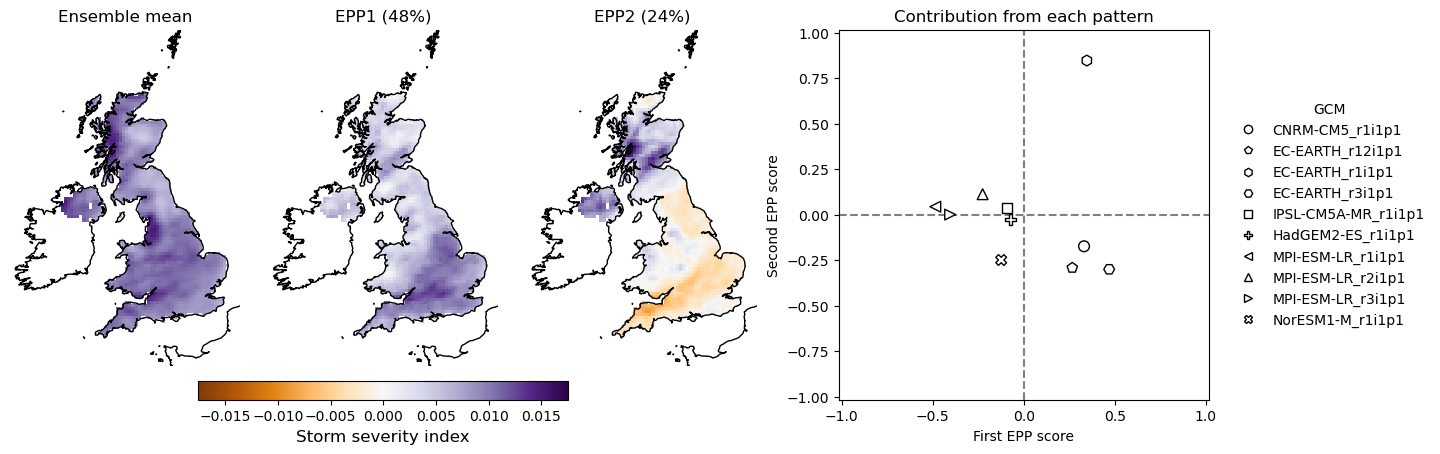 Ensemble mean
EPP1 (48%)
EPP2 (24%)
−0.015 −0.010 −0.005 0.000 0.005 0.010 0.015
Storm severity index
Contribution from each pattern
1.00
0.75
0.50
0.25
0.00
−0.25
−0.50
−0.75
−1.00
Second EPP score
−1.0 −0.5 0.0 0.5 1.0
First EPP score
GCM
CNRM-CM5_r1i1p1
EC-EARTH_r12i1p1
EC-EARTH_r1i1p1
EC-EARTH_r3i1p1
IPSL-CM5A-MR_r1i1p1
HadGEM2-ES_r1i1p1
MPI-ESM-LR_r1i1p1
MPI-ESM-LR_r2i1p1
MPI-ESM-LR_r3i1p1
NorESM1-M_r1i1p1